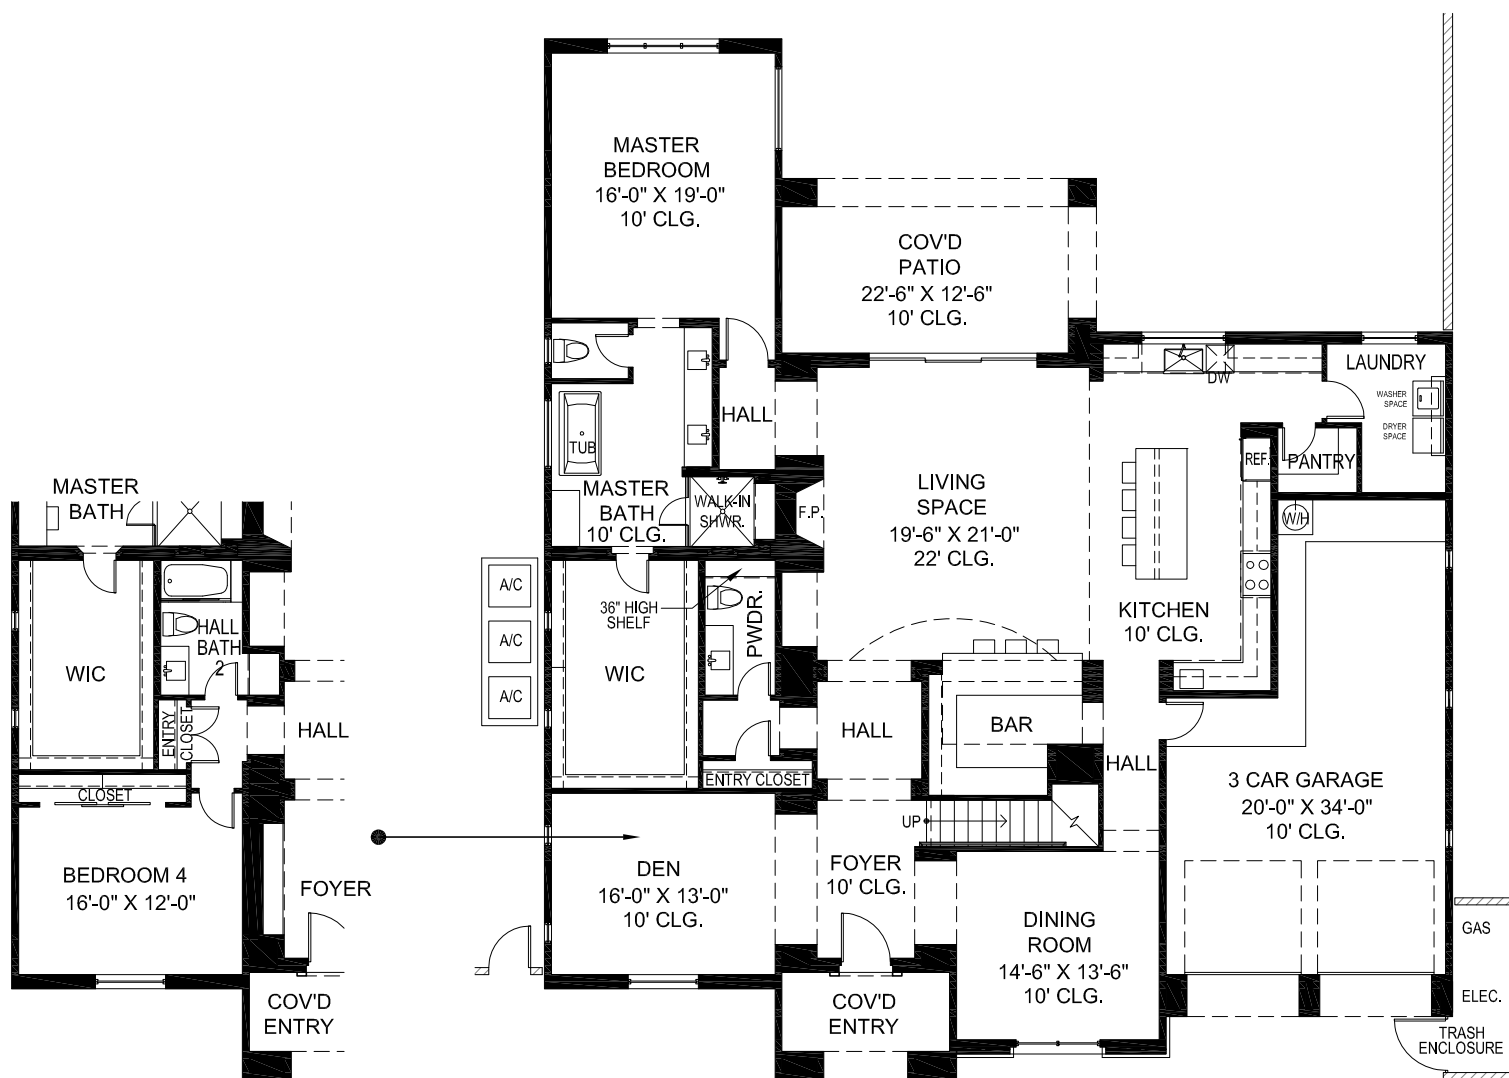 MASTER
BATH
WIC
HALL
BATH
2
ENTRY
CLOSET
HALL
CLOSET
BEDROOM 4
16'-0" X 12'-0"
FOYER
COV'D
ENTRY
MASTER
BEDROOM
16'-0" X 19'-0"
10' CLG.
COV'D
PATIO
22'-6" X 12'-6"
10' CLG.
TUB
HALL
MASTER
BATH
10' CLG.
WALK-IN
SHWR.
F.P.
LIVING
SPACE
19'-6" X 21'-0"
22' CLG.
DW
LAUNDRY
WASHER
SPACE
DRYER
SPACE
REF.
PANTRY
W/H
KITCHEN
10' CLG.
A/C
A/C
A/C
36" HIGH
SHELF
PWDR.
WIC
HALL
BAR
HALL
ENTRY CLOSET
3 CAR GARAGE
20'-0" X 34'-0"
10' CLG.
UP
DEN
16'-0" X 13'-0"
10' CLG.
FOYER
10' CLG.
DINING
ROOM
14'-6" X 13'-6"
10' CLG.
COV'D
ENTRY
GAS
ELEC.
TRASH
ENCLOSURE